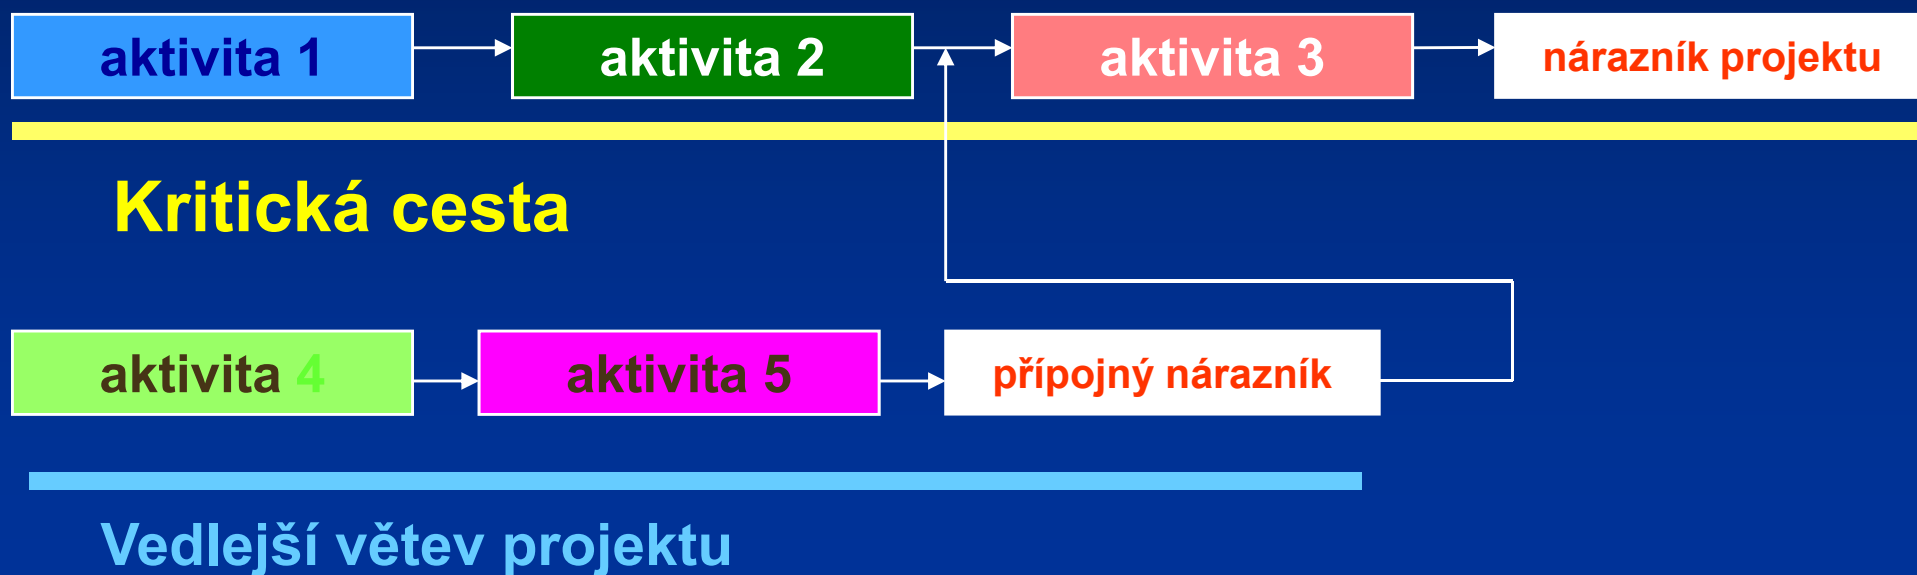 aktivita 1
aktivita 2
aktivita 3
nárazník projektu
Kritická cesta
aktivita 4
aktivita 5
přípojný nárazník
Vedlejší větev projektu